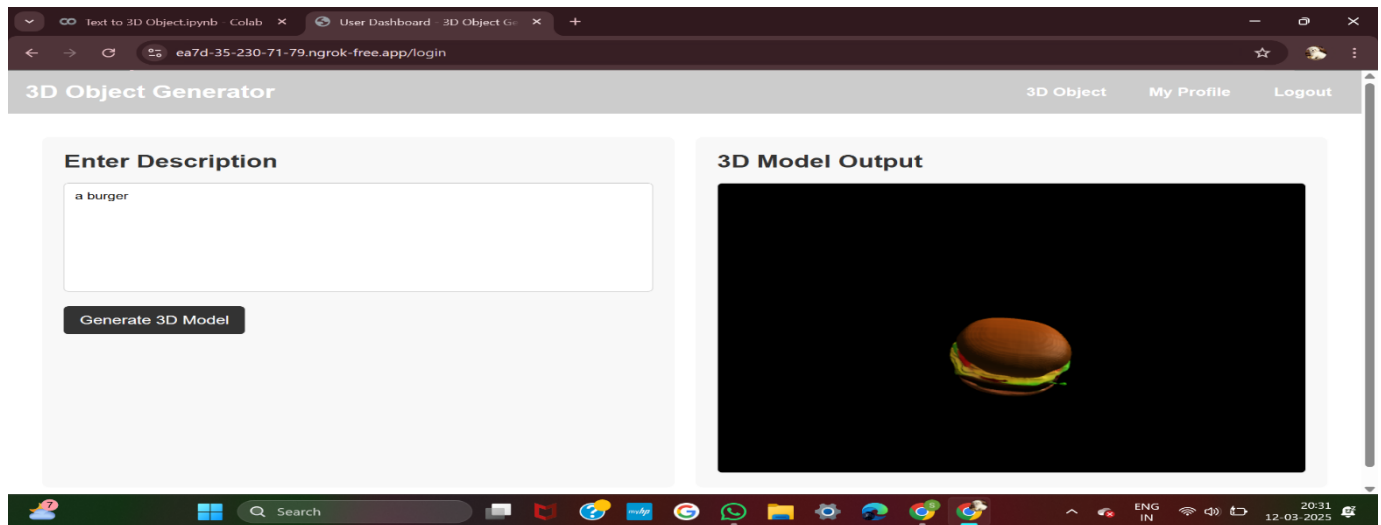 Text to 3D Object.ipynb - Colab
User Dashboard - 3D Object Ge
ea7d-35-230-71-79.ngrok-free.app/login
3D Object Generator
3D Object
My Profile
Logout
Enter Description
3D Model Output
a burger
Generate 3D Model
7
Search
myhp
ENG
IN
20:31
12-03-2025